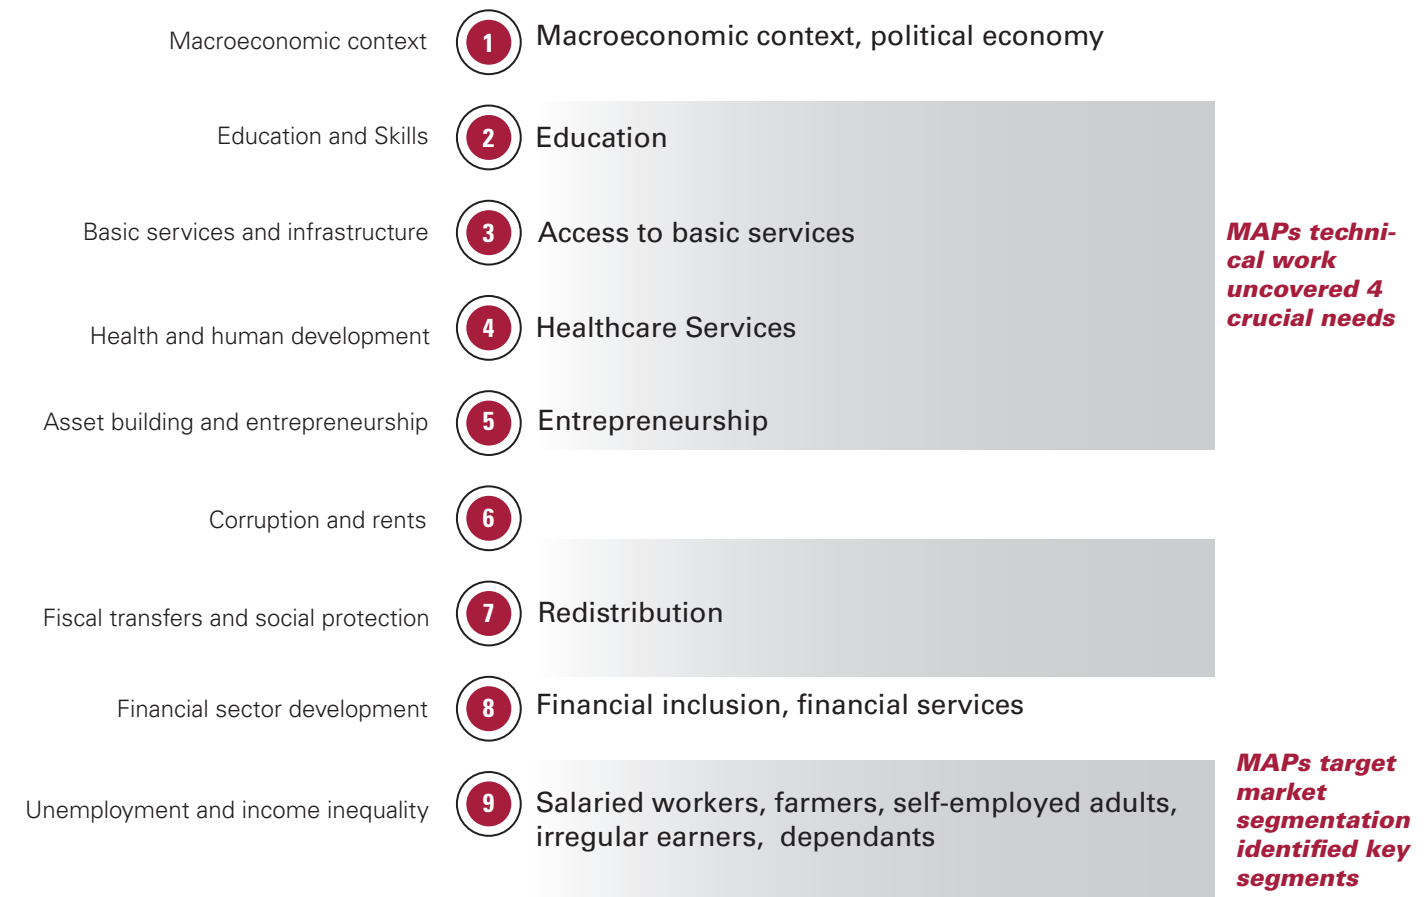 Macroeconomic context 1 Macroeconomic context, political economy
Education and Skills 2 Education
Basic services and infrastructure 3 Access to basic services
MAPs techni-
cal work
uncovered 4
crucial needs
Health and human development 4 Healthcare Services
Asset building and entrepreneurship 5 Entrepreneurship
Corruption and rents 6
Fiscal transfers and social protection 7 Redistribution
Financial sector development 8 Financial inclusion, financial services
Unemployment and income inequality 9 Salaried workers, farmers, self-employed adults,
irregular earners, dependants
MAPs target
market
segmentation
identified key
segments